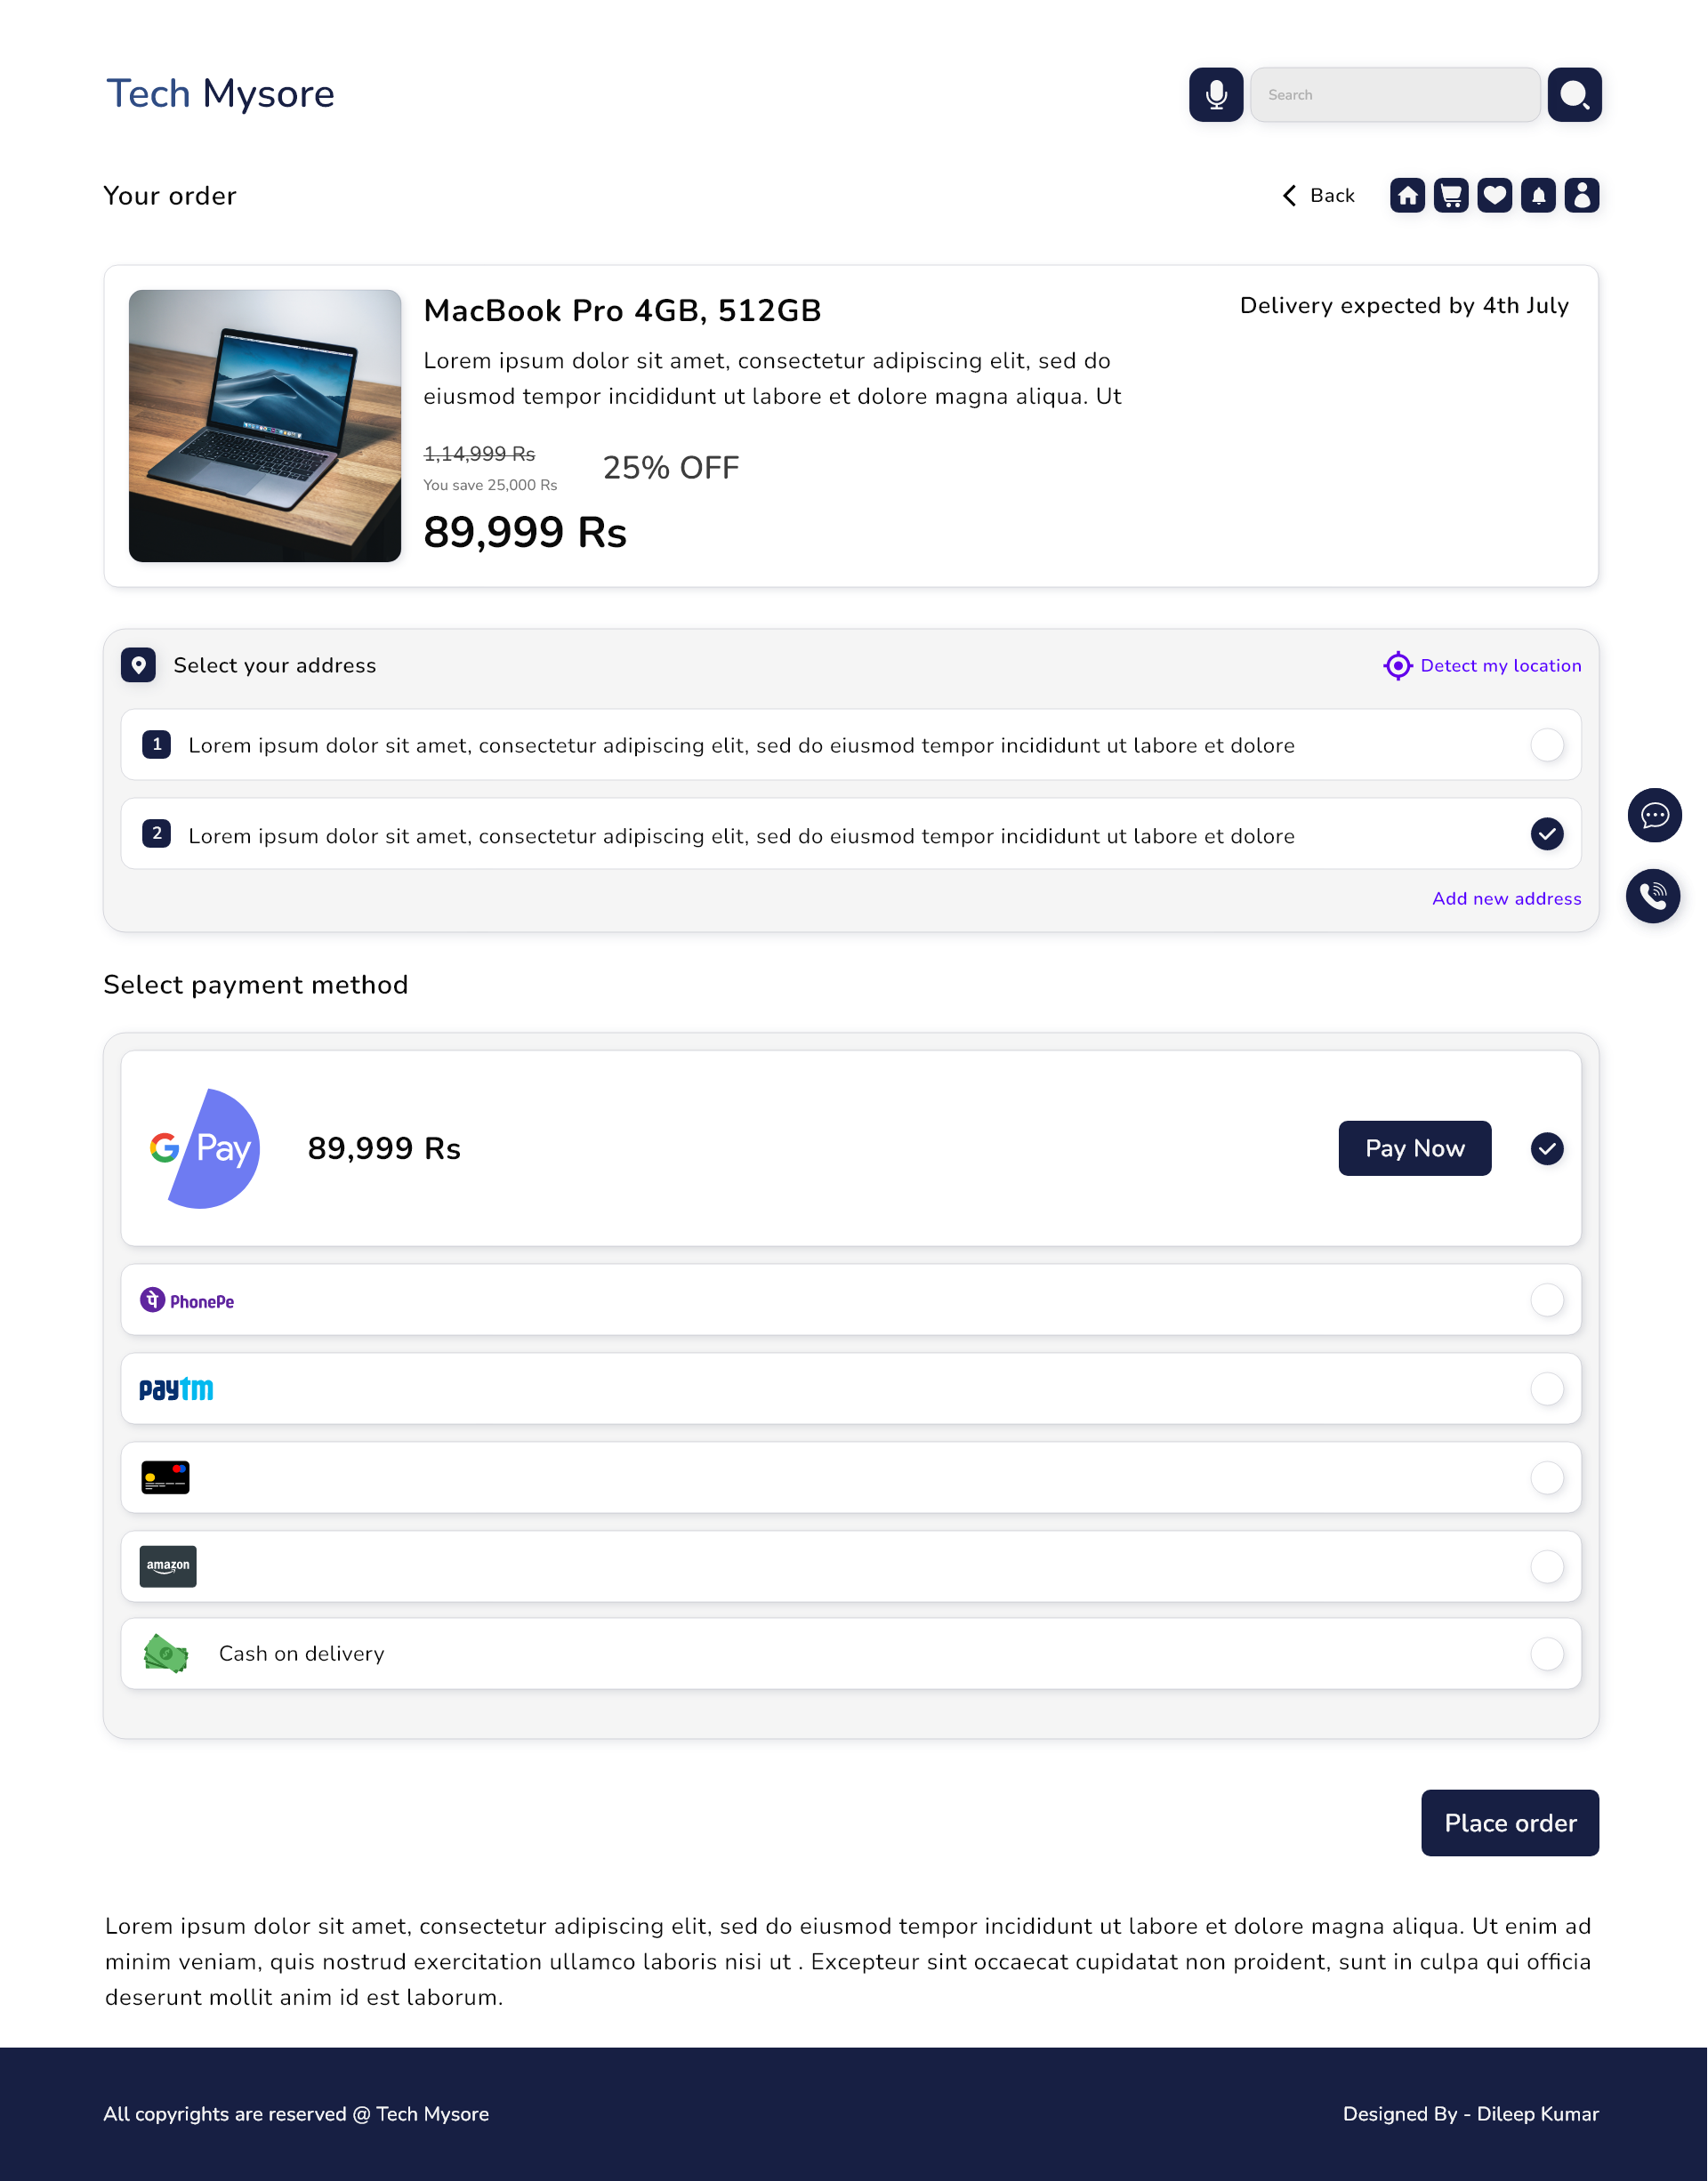 Tech Mysore
Search
Your order
Back
MacBook Pro 4GB, 512GB
Delivery expected by 4th July
Lorem ipsum dolor sit amet, consectetur adipiscing elit, sed do
eiusmod tempor incididunt ut labore et dolore magna aliqua. Ut
1,14,999 Rs
25% OFF
You save 25,000 Rs
89,999 Rs
Select your address
Detect my location
1 Lorem ipsum dolor sit amet, consectetur adipiscing elit, sed do eiusmod tempor incididunt ut labore et dolore
2 Lorem ipsum dolor sit amet, consectetur adipiscing elit, sed do eiusmod tempor incididunt ut labore et dolore
Add new address
Select payment method
G Pay
89,999 Rs
Pay Now
पे PhonePe
paytm
amazon
Cash on delivery
Place order
Lorem ipsum dolor sit amet, consectetur adipiscing elit, sed do eiusmod tempor incididunt ut labore et dolore magna aliqua. Ut enim ad
minim veniam, quis nostrud exercitation ullamco laboris nisi ut . Excepteur sint occaecat cupidatat non proident, sunt in culpa qui officia
deserunt mollit anim id est laborum.
All copyrights are reserved @ Tech Mysore
Designed By - Dileep Kumar